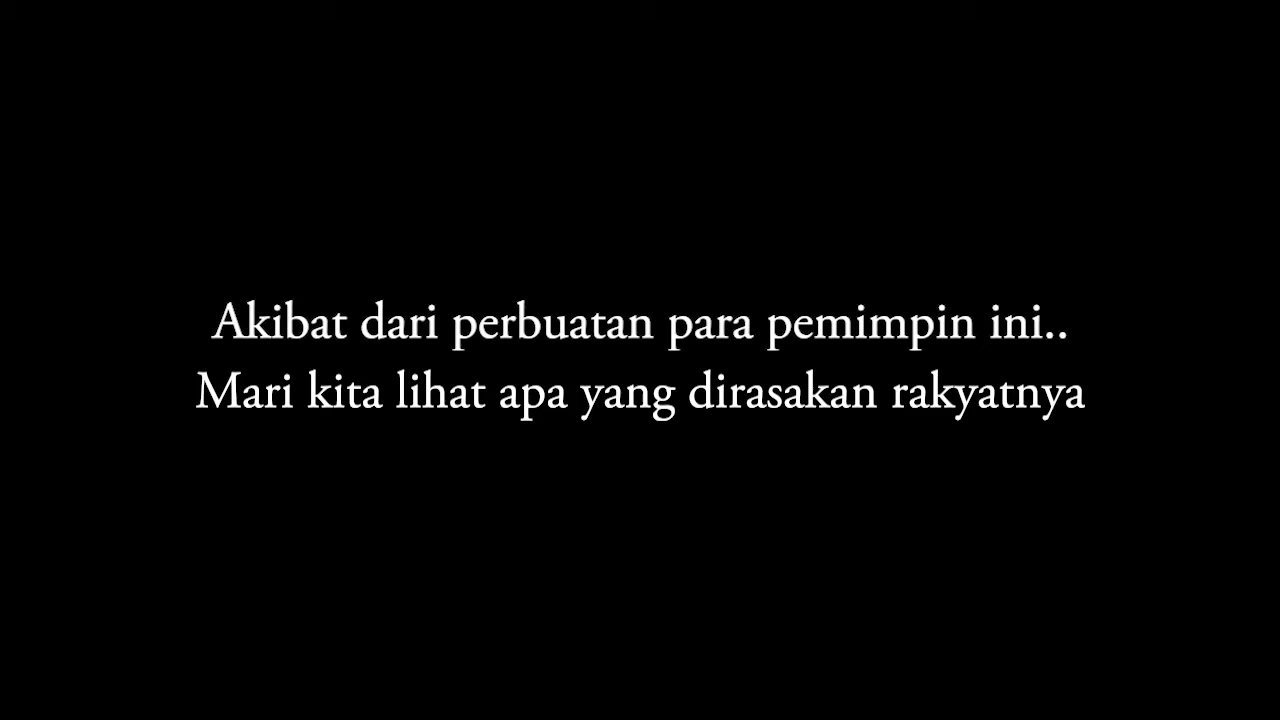 Akibat dari perbuatan para pemimpin ini..
Mari kita lihat apa yang dirasakan rakyatnya